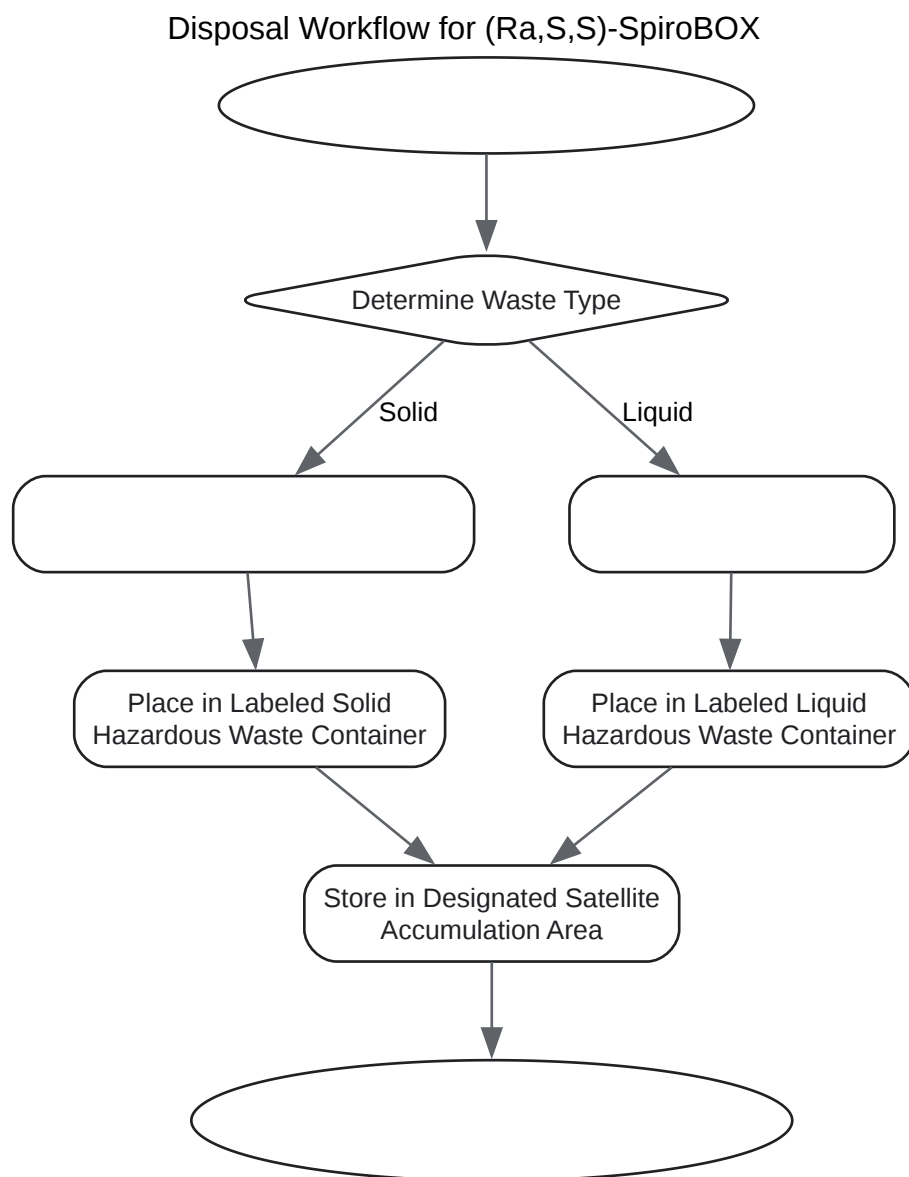 Disposal Workflow for (Ra,S,S)-SpiroBOX
Determine Waste Type
Solid
Liquid
Place in Labeled Solid
Hazardous Waste Container
Place in Labeled Liquid
Hazardous Waste Container
Store in Designated Satellite
Accumulation Area